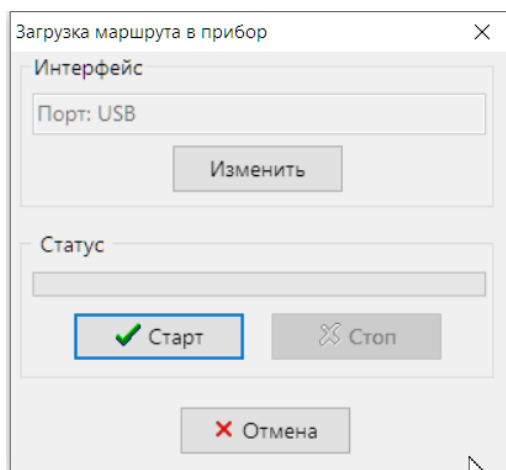 Загрузка маршрута в прибор
Интерфейс
Порт: USB
Изменить
Статус
Старт
Стоп
Отмена